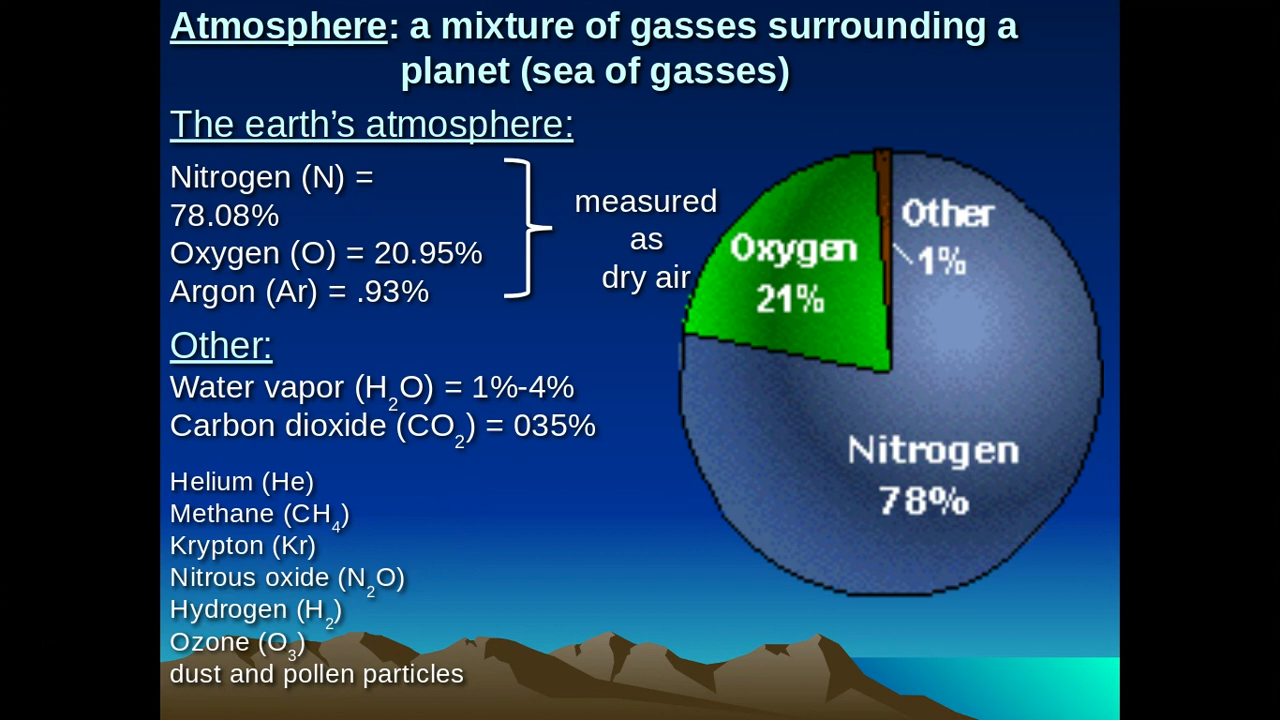 Atmosphere: a mixture of gasses surrounding a
planet (sea of gasses)
The earth’s atmosphere:
Nitrogen (N) =
78.08%
Oxygen (O) = 20.95%
Argon (Ar) = .93%
measured
as
dry air
Other:
Water vapor (H₂O) = 1%-4%
Carbon dioxide (CO₂) = 035%
Helium (He)
Methane (CH₄)
Krypton (Kr)
Nitrous oxide (N₂O)
Hydrogen (H₂)
Ozone (O₃)
dust and pollen particles
Other
1%
Oxygen
21%
Nitrogen
78%